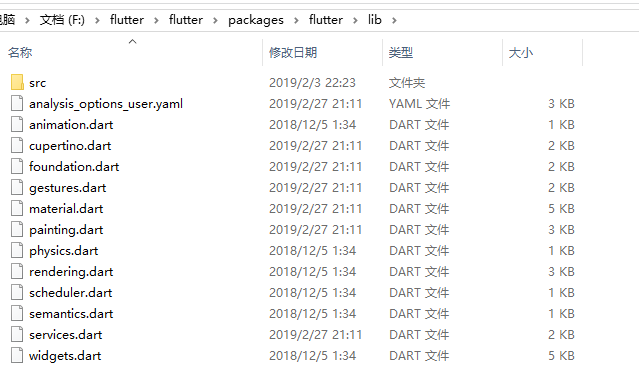 电脑 > 文档 (F:) > flutter > flutter > packages > flutter > lib >
名称 修改日期 类型 大小
src 2019/2/3 22:23 文件夹
analysis_options_user.yaml 2019/2/27 21:11 YAML 文件 3 KB
animation.dart 2018/12/5 1:34 DART 文件 1 KB
cupertino.dart 2019/2/27 21:11 DART 文件 2 KB
foundation.dart 2019/2/27 21:11 DART 文件 2 KB
gestures.dart 2019/2/27 21:11 DART 文件 2 KB
material.dart 2019/2/27 21:11 DART 文件 5 KB
painting.dart 2019/2/27 21:11 DART 文件 3 KB
physics.dart 2018/12/5 1:34 DART 文件 1 KB
rendering.dart 2018/12/5 1:34 DART 文件 3 KB
scheduler.dart 2018/12/5 1:34 DART 文件 1 KB
semantics.dart 2018/12/5 1:34 DART 文件 1 KB
services.dart 2019/2/27 21:11 DART 文件 2 KB
widgets.dart 2018/12/5 1:34 DART 文件 5 KB